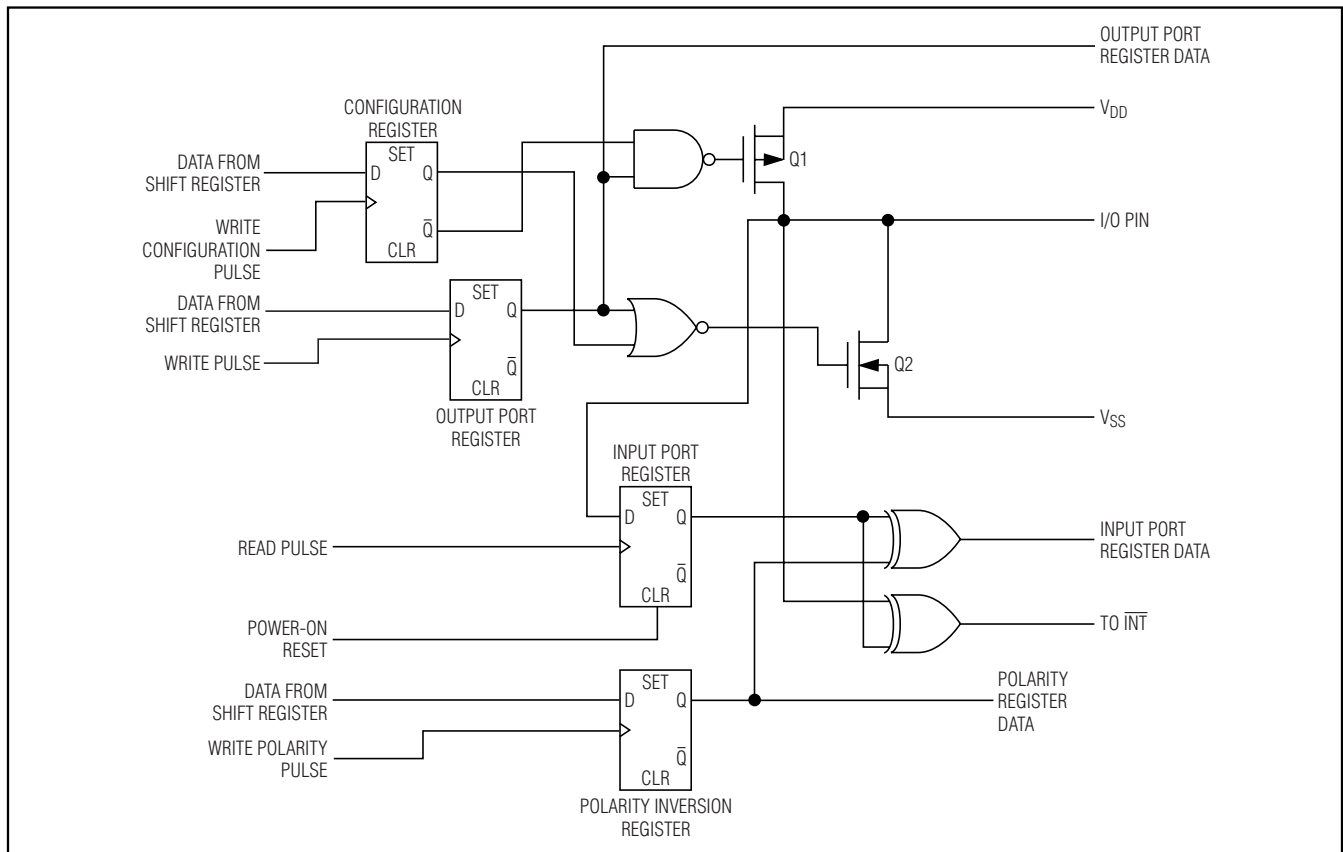 OUTPUT PORT
REGISTER DATA
CONFIGURATION
REGISTER
V_DD
SET
DATA FROM
SHIFT REGISTER
D
Q
Q1
WRITE
CONFIGURATION
PULSE
Q̅
CLR
I/O PIN
DATA FROM
SHIFT REGISTER
SET
D
Q
WRITE PULSE
Q̅
CLR
Q2
OUTPUT PORT
REGISTER
V_SS
INPUT PORT
REGISTER
SET
D
Q
INPUT PORT
REGISTER DATA
READ PULSE
Q̅
CLR
POWER-ON
RESET
TO I̅N̅T̅
DATA FROM
SHIFT REGISTER
SET
D
Q
POLARITY
REGISTER
DATA
WRITE POLARITY
PULSE
Q̅
CLR
POLARITY INVERSION
REGISTER